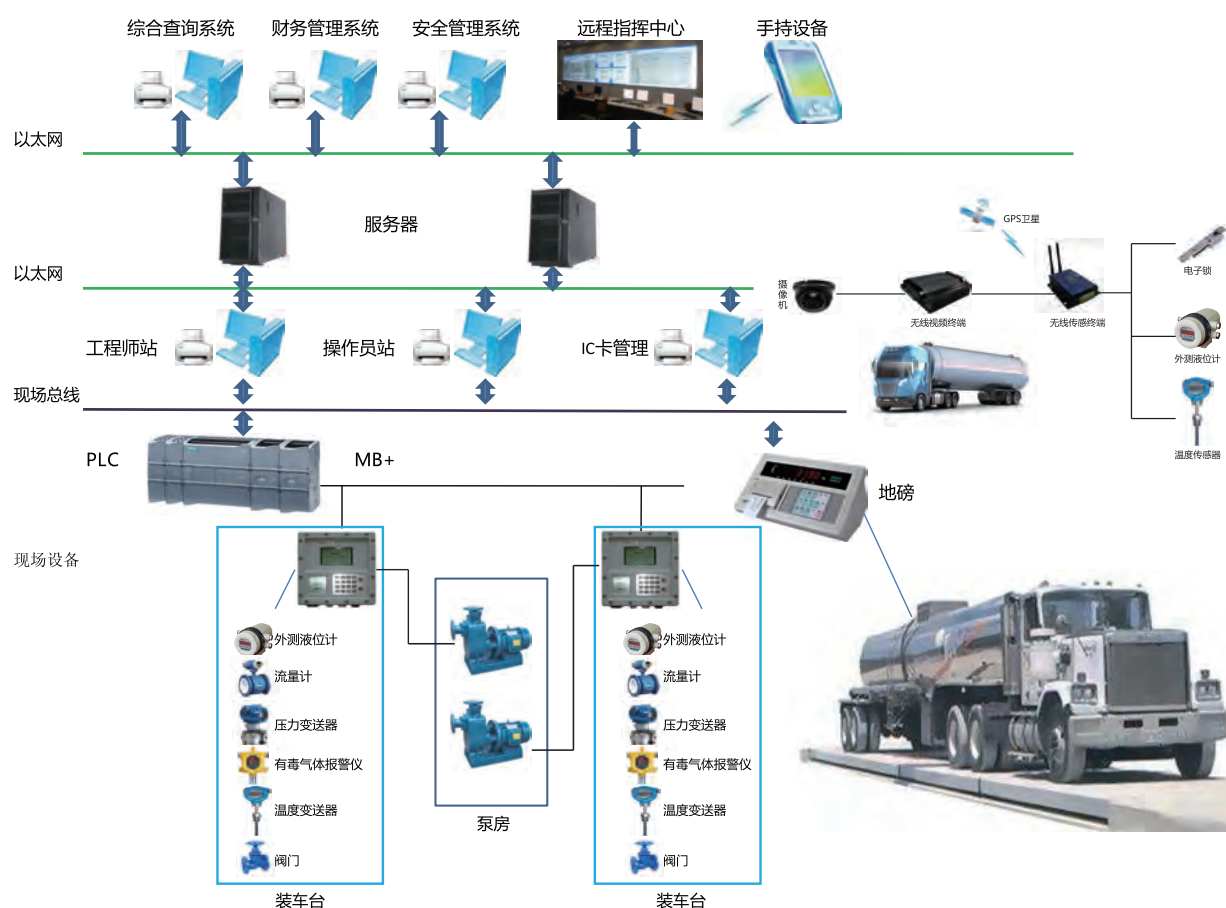 综合查询系统
财务管理系统
安全管理系统
远程指挥中心
手持设备
以太网
服务器
GPS卫星
以太网
摄像机
无线视频终端
无线传感终端
电子锁
外测液位计
温度传感器
工程师站
操作员站
IC卡管理
现场总线
PLC
MB+
地磅
现场设备
外测液位计
流量计
压力变送器
有毒气体报警仪
温度变送器
阀门
装车台
泵房
外测液位计
流量计
压力变送器
有毒气体报警仪
温度变送器
阀门
装车台